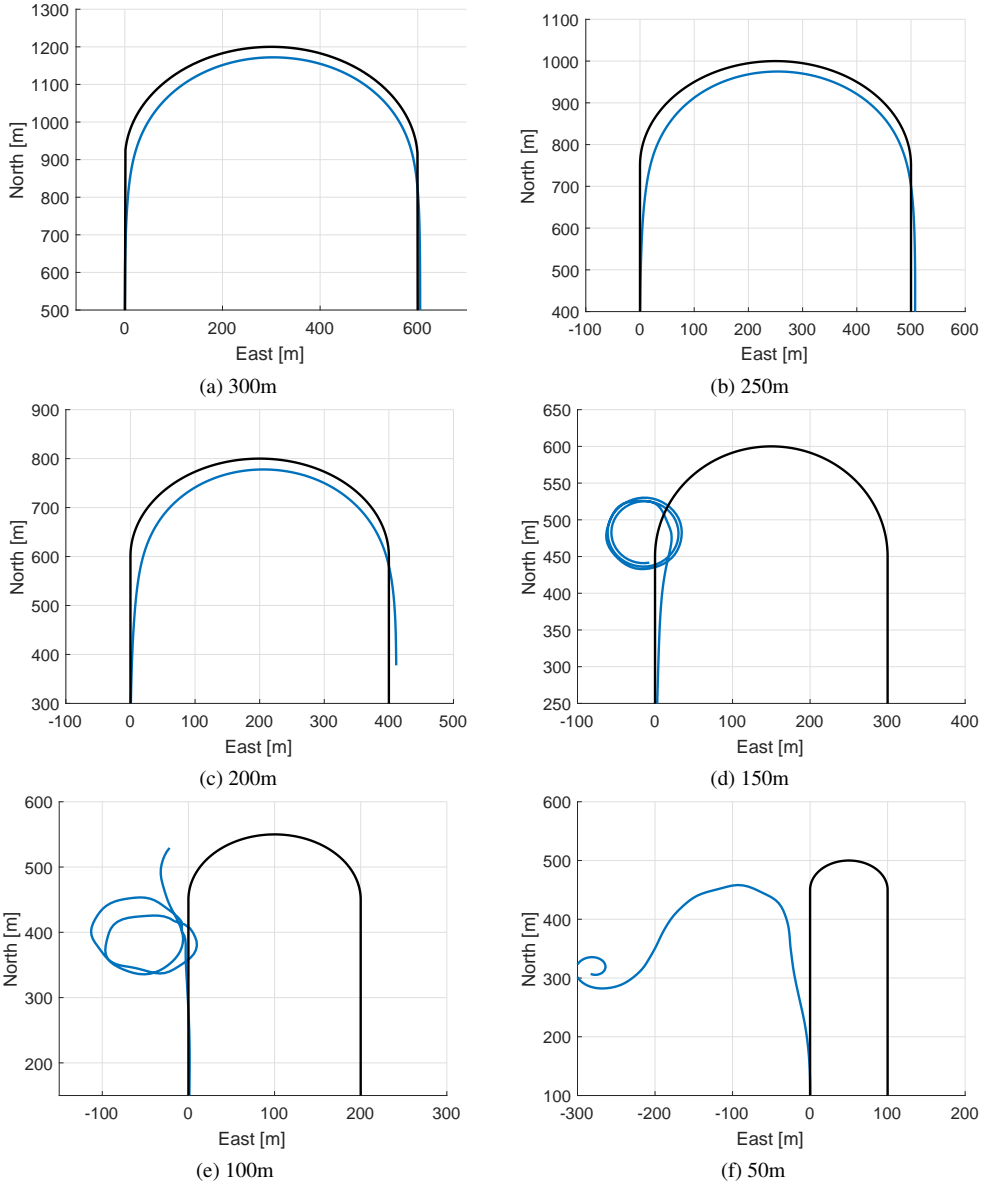 1300
1200
1100
1000
900
800
700
600
500
0 200 400 600
North [m]
East [m]
(a) 300m
1100
1000
900
800
700
600
500
400
-100 0 100 200 300 400 500 600
North [m]
East [m]
(b) 250m
900
800
700
600
500
400
300
-100 0 100 200 300 400 500
North [m]
East [m]
(c) 200m
650
600
550
500
450
400
350
300
250
-100 0 100 200 300 400
North [m]
East [m]
(d) 150m
600
500
400
300
200
-100 0 100 200 300
North [m]
East [m]
(e) 100m
600
500
400
300
200
100
-300 -200 -100 0 100 200
North [m]
East [m]
(f) 50m